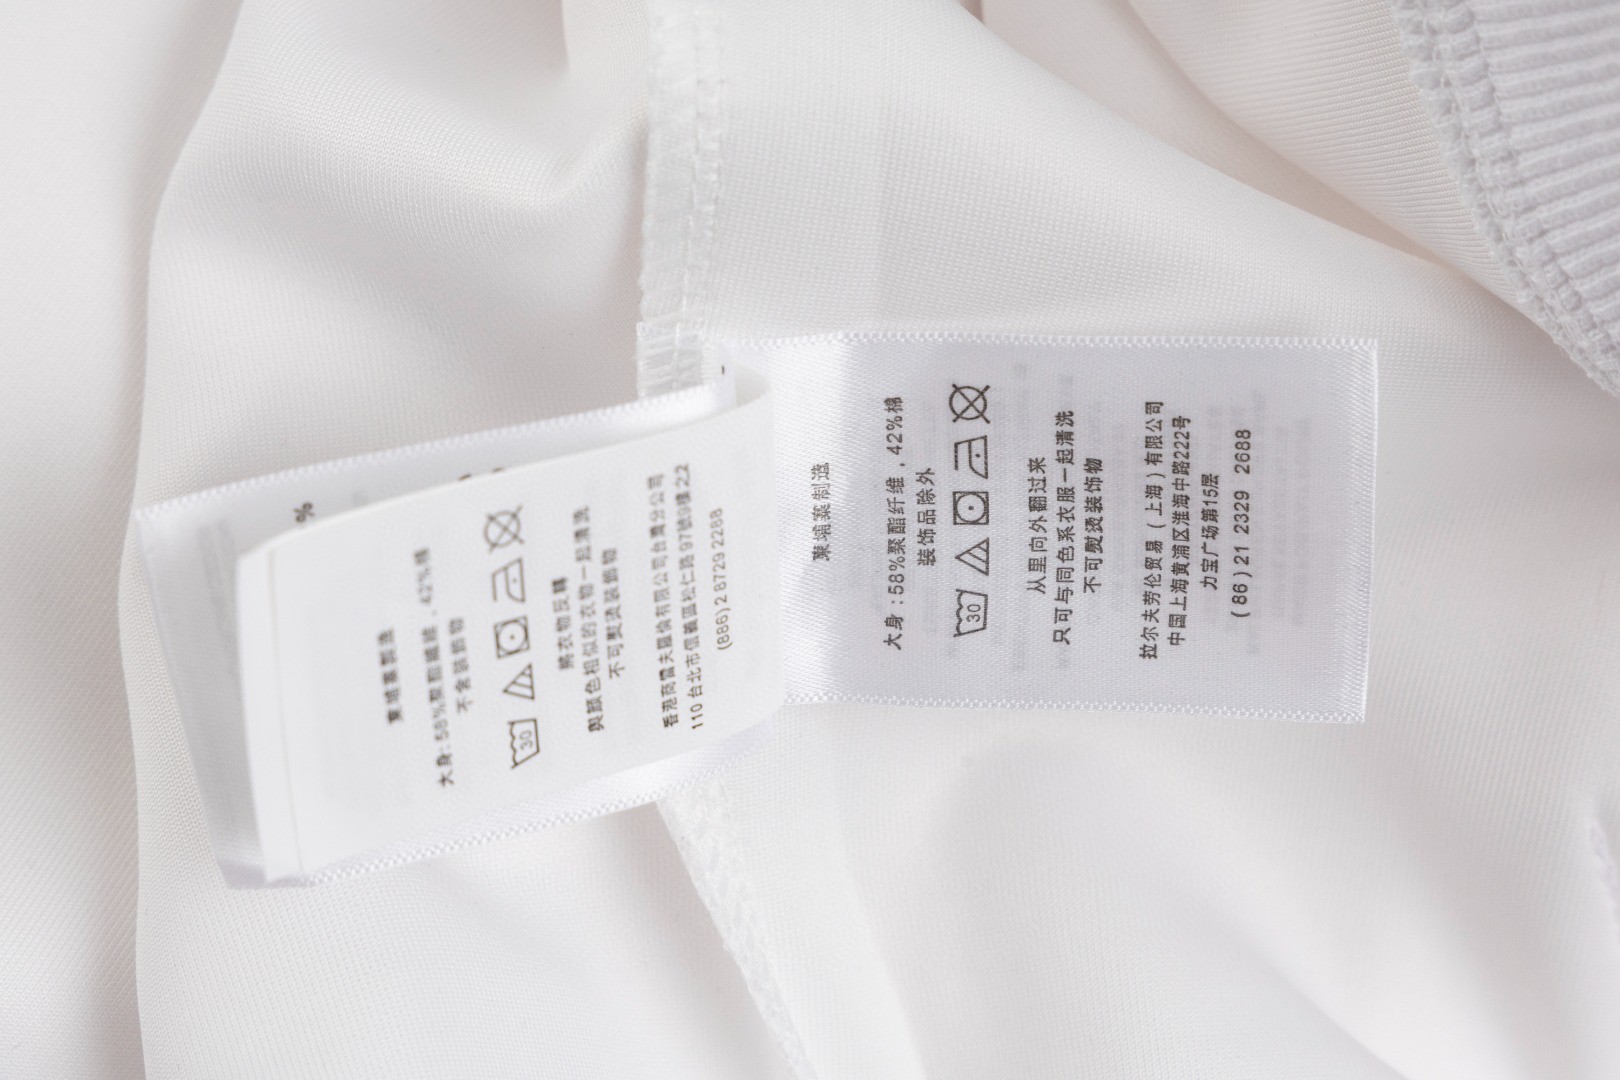 %
柬埔寨製造
大身:58%聚酯纖維，42%棉
不含裝飾物
30
將衣物反轉
與顏色相似的衣物一起清洗
不可熨燙裝飾物
香港商雷夫羅倫有限公司台灣分公司
110 台北市信義區松仁路97號9樓之2
(886)2 8729 2288
柬埔寨制造
大身：58%聚酯纤维，42%棉
装饰品除外
30
从里向外翻过来
只可与同色系衣服一起清洗
不可熨烫装饰物
拉尔夫劳伦贸易（上海）有限公司
中国上海黄浦区淮海中路222号
力宝广场第15层
(86)21 2329 2688